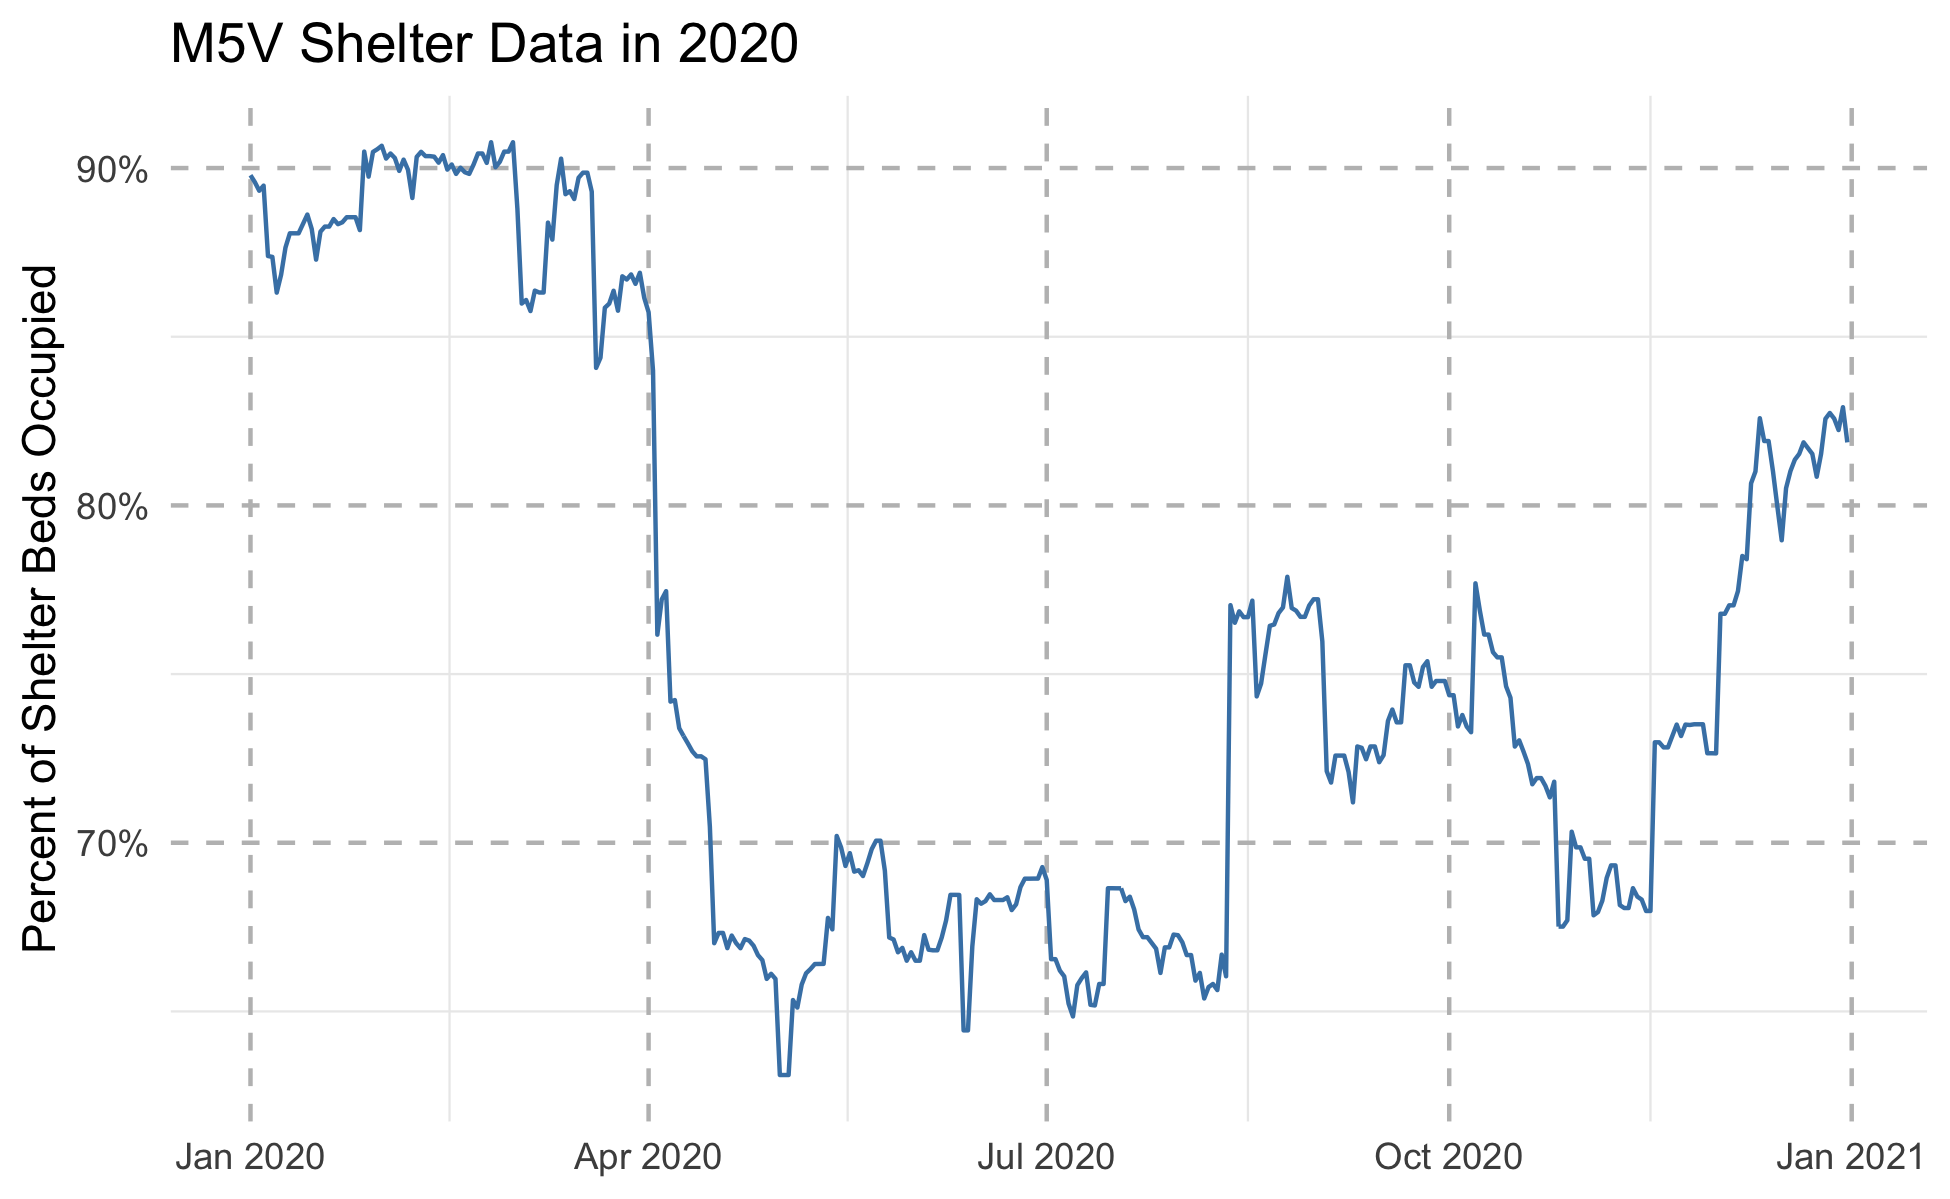 M5V Shelter Data in 2020
Percent of Shelter Beds Occupied
90%
80%
70%
Jan 2020
Apr 2020
Jul 2020
Oct 2020
Jan 2021